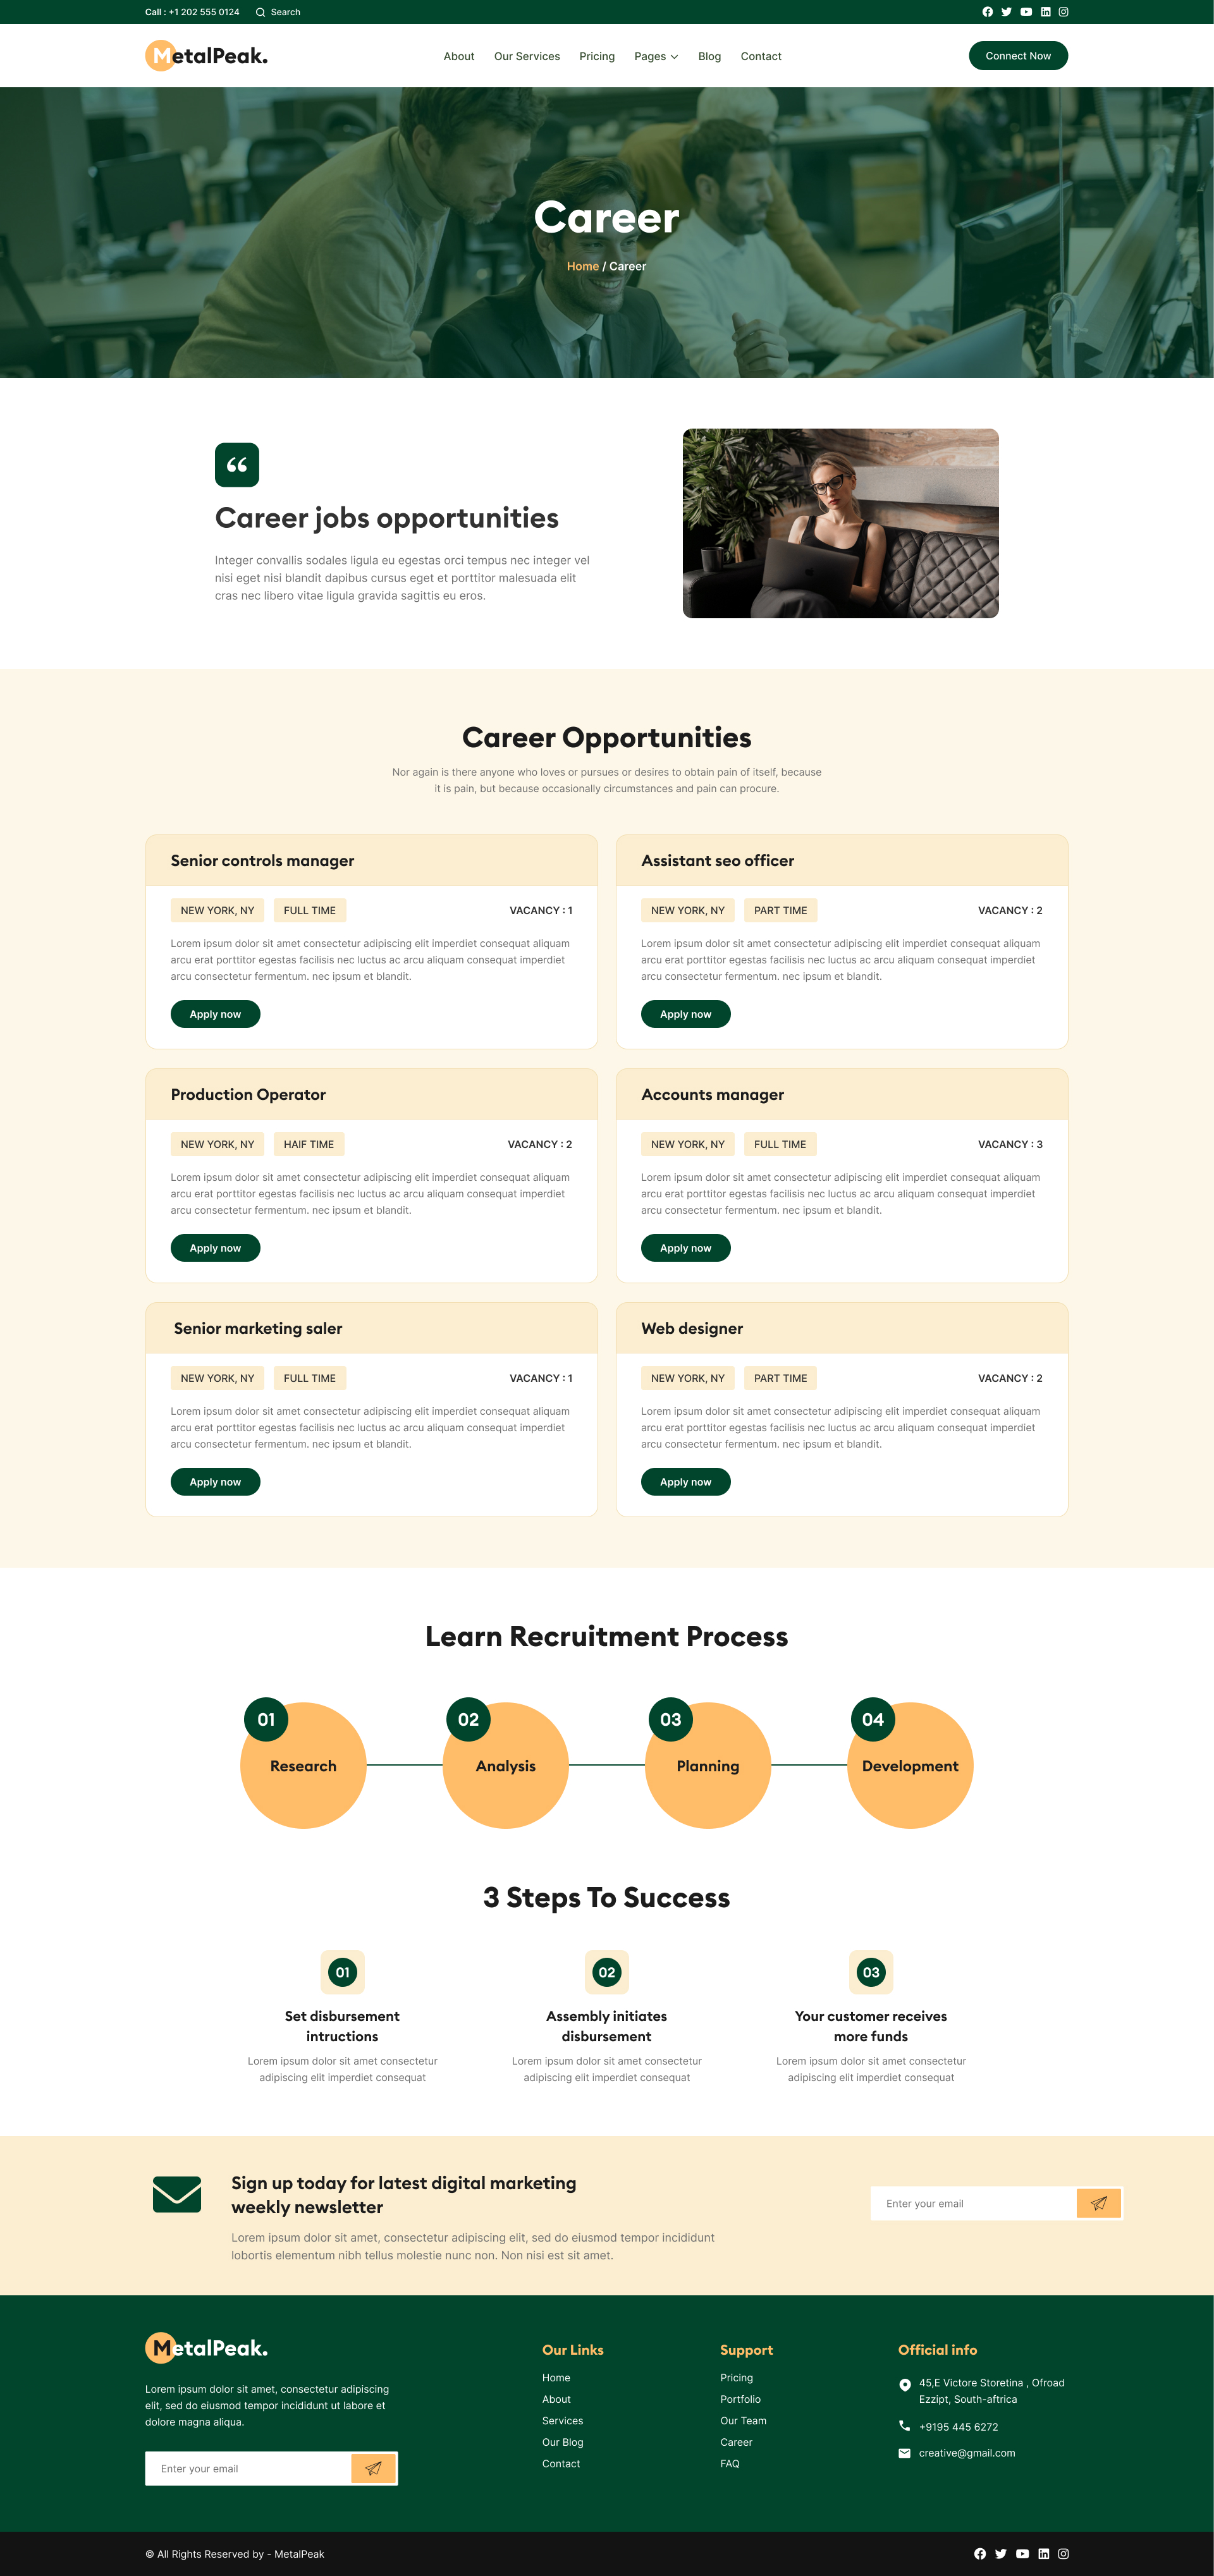 Call : +1 202 555 0124
Search
MetalPeak.
About
Our Services
Pricing
Pages
Blog
Contact
Connect Now
Career
Home / Career
Career jobs opportunities
Integer convallis sodales ligula eu egestas orci tempus nec integer vel
nisi eget nisi blandit dapibus cursus eget et porttitor malesuada elit
cras nec libero vitae ligula gravida sagittis eu eros.
Career Opportunities
Nor again is there anyone who loves or pursues or desires to obtain pain of itself, because
it is pain, but because occasionally circumstances and pain can procure.
Senior controls manager
NEW YORK, NY
FULL TIME
VACANCY : 1
Lorem ipsum dolor sit amet consectetur adipiscing elit imperdiet consequat aliquam
arcu erat porttitor egestas facilisis nec luctus ac arcu aliquam consequat imperdiet
arcu consectetur fermentum. nec ipsum et blandit.
Apply now
Assistant seo officer
NEW YORK, NY
PART TIME
VACANCY : 2
Lorem ipsum dolor sit amet consectetur adipiscing elit imperdiet consequat aliquam
arcu erat porttitor egestas facilisis nec luctus ac arcu aliquam consequat imperdiet
arcu consectetur fermentum. nec ipsum et blandit.
Apply now
Production Operator
NEW YORK, NY
HAIF TIME
VACANCY : 2
Lorem ipsum dolor sit amet consectetur adipiscing elit imperdiet consequat aliquam
arcu erat porttitor egestas facilisis nec luctus ac arcu aliquam consequat imperdiet
arcu consectetur fermentum. nec ipsum et blandit.
Apply now
Accounts manager
NEW YORK, NY
FULL TIME
VACANCY : 3
Lorem ipsum dolor sit amet consectetur adipiscing elit imperdiet consequat aliquam
arcu erat porttitor egestas facilisis nec luctus ac arcu aliquam consequat imperdiet
arcu consectetur fermentum. nec ipsum et blandit.
Apply now
Senior marketing saler
NEW YORK, NY
FULL TIME
VACANCY : 1
Lorem ipsum dolor sit amet consectetur adipiscing elit imperdiet consequat aliquam
arcu erat porttitor egestas facilisis nec luctus ac arcu aliquam consequat imperdiet
arcu consectetur fermentum. nec ipsum et blandit.
Apply now
Web designer
NEW YORK, NY
PART TIME
VACANCY : 2
Lorem ipsum dolor sit amet consectetur adipiscing elit imperdiet consequat aliquam
arcu erat porttitor egestas facilisis nec luctus ac arcu aliquam consequat imperdiet
arcu consectetur fermentum. nec ipsum et blandit.
Apply now
Learn Recruitment Process
01
Research
02
Analysis
03
Planning
04
Development
3 Steps To Success
01
Set disbursement
intructions
Lorem ipsum dolor sit amet consectetur
adipiscing elit imperdiet consequat
02
Assembly initiates
disbursement
Lorem ipsum dolor sit amet consectetur
adipiscing elit imperdiet consequat
03
Your customer receives
more funds
Lorem ipsum dolor sit amet consectetur
adipiscing elit imperdiet consequat
Sign up today for latest digital marketing
weekly newsletter
Lorem ipsum dolor sit amet, consectetur adipiscing elit, sed do eiusmod tempor incididunt
lobortis elementum nibh tellus molestie nunc non. Non nisi est sit amet.
Enter your email
MetalPeak.
Lorem ipsum dolor sit amet, consectetur adipiscing
elit, sed do eiusmod tempor incididunt ut labore et
dolore magna aliqua.
Enter your email
Our Links
Home
About
Services
Our Blog
Contact
Support
Pricing
Portfolio
Our Team
Career
FAQ
Official info
45,E Victore Storetina , Ofroad
Ezzipt, South-aftrica
+9195 445 6272
creative@gmail.com
© All Rights Reserved by - MetalPeak